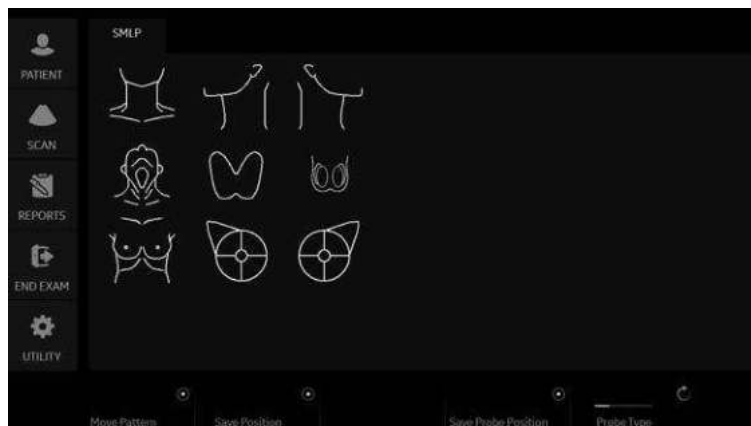 SMLP
PATIENT
SCAN
REPORTS
END EXAM
UTILITY
Move Pattern
Save Position
Save Probe Position
Probe Type